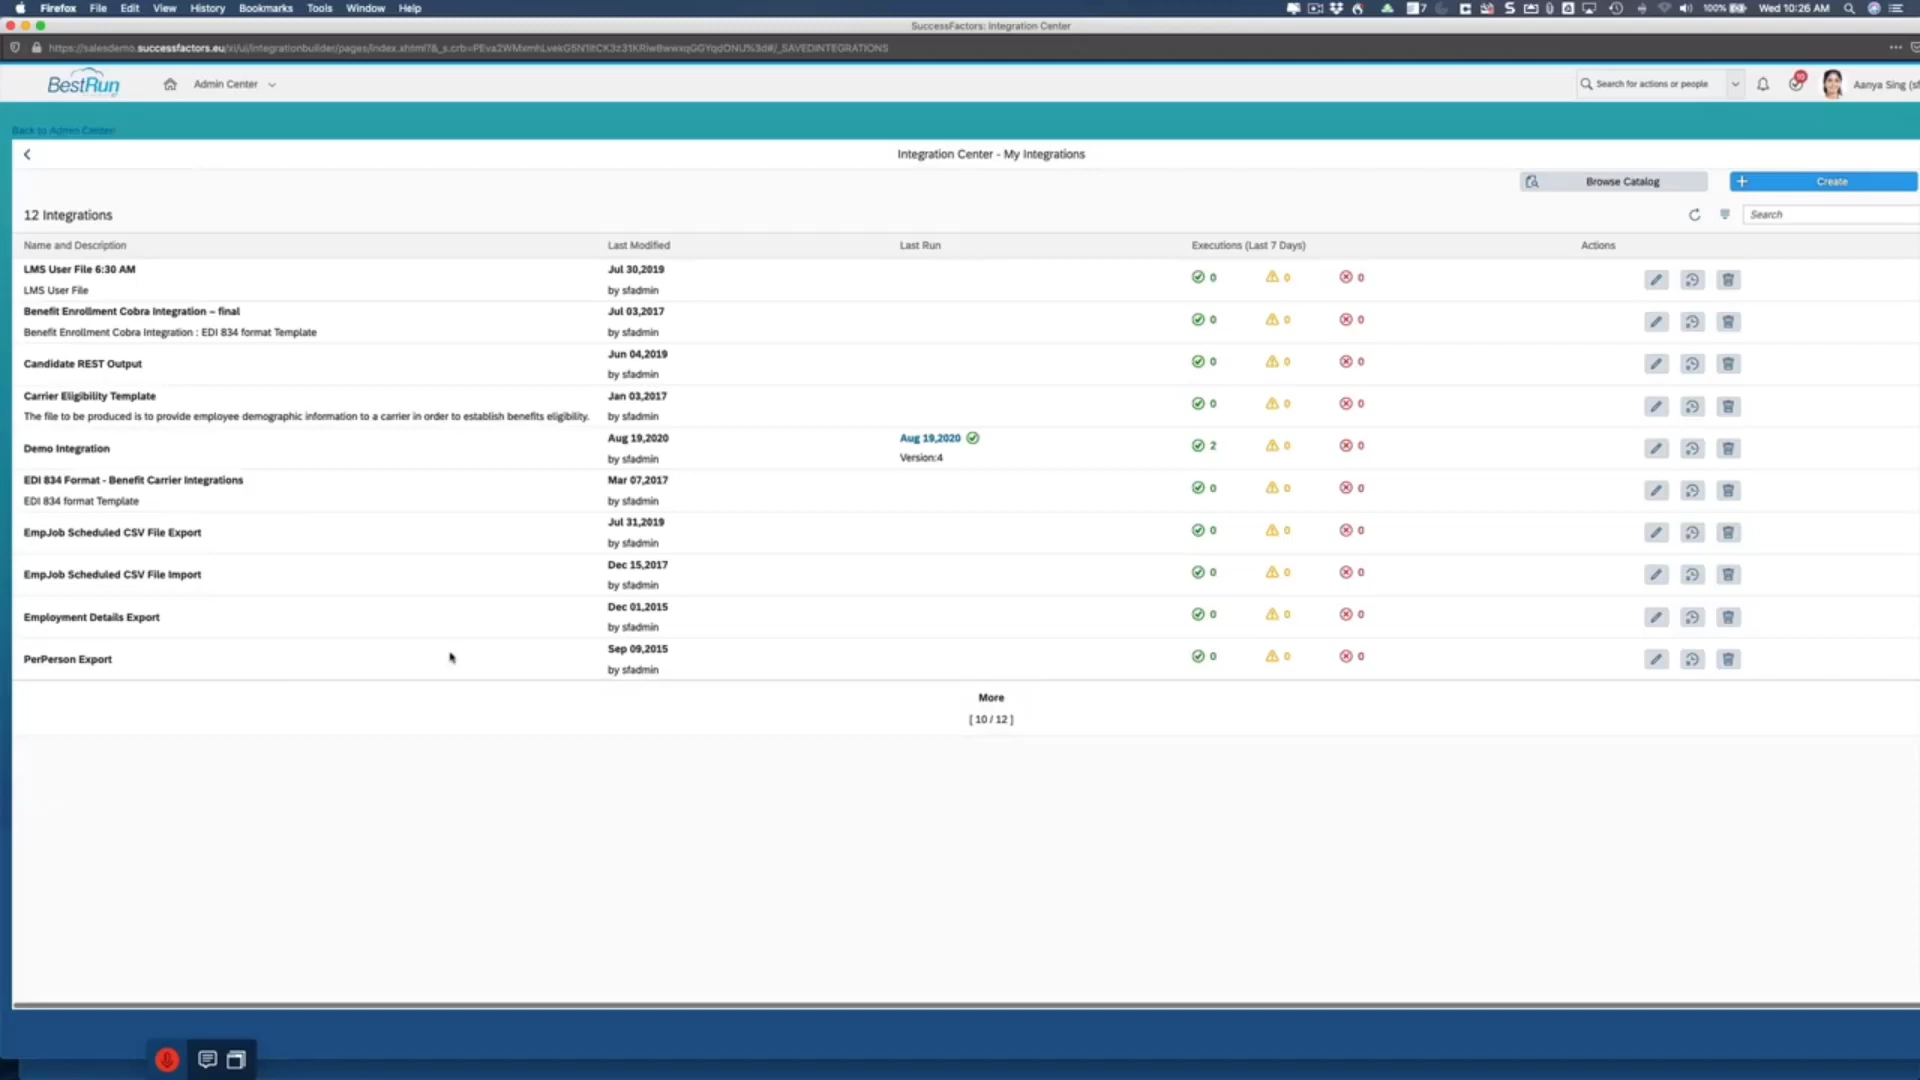 Firefox File Edit View History Bookmarks Tools Window Help
7 100% Wed 10:26 AM
SuccessFactors: Integration Center
BestRun
Admin Center
Search for actions or people
Aanya Sing (sf
Back to Admin Center
Integration Center - My Integrations
Browse Catalog
Create
12 Integrations
Search
Name and Description Last Modified Last Run Executions (Last 7 Days) Actions
LMS User File 6:30 AM Jul 30,2019 0 0 0
LMS User File by sfadmin
Benefit Enrollment Cobra Integration – final Jul 03,2017 0 0 0
Benefit Enrollment Cobra Integration : EDI 834 format Template by sfadmin
Candidate REST Output Jun 04,2019 0 0 0
by sfadmin
Carrier Eligibility Template Jan 03,2017 0 0 0
The file to be produced is to provide employee demographic information to a carrier in order to establish benefits eligibility. by sfadmin
Demo Integration Aug 19,2020 Aug 19,2020 2 0 0
by sfadmin Version:4
EDI 834 Format - Benefit Carrier Integrations Mar 07,2017 0 0 0
EDI 834 format Template by sfadmin
EmpJob Scheduled CSV File Export Jul 31,2019 0 0 0
by sfadmin
EmpJob Scheduled CSV File Import Dec 15,2017 0 0 0
by sfadmin
Employment Details Export Dec 01,2015 0 0 0
by sfadmin
PerPerson Export Sep 09,2015 0 0 0
by sfadmin
More
[ 10 / 12 ]